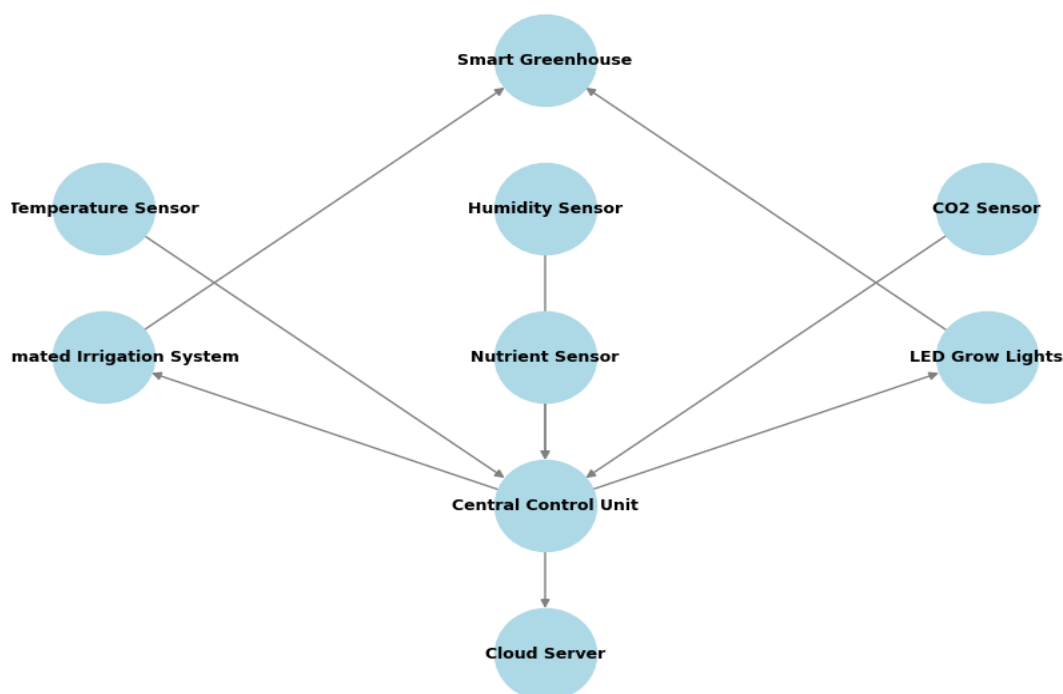 Smart Greenhouse
Temperature Sensor
Humidity Sensor
CO2 Sensor
mated Irrigation System
Nutrient Sensor
LED Grow Lights
Central Control Unit
Cloud Server